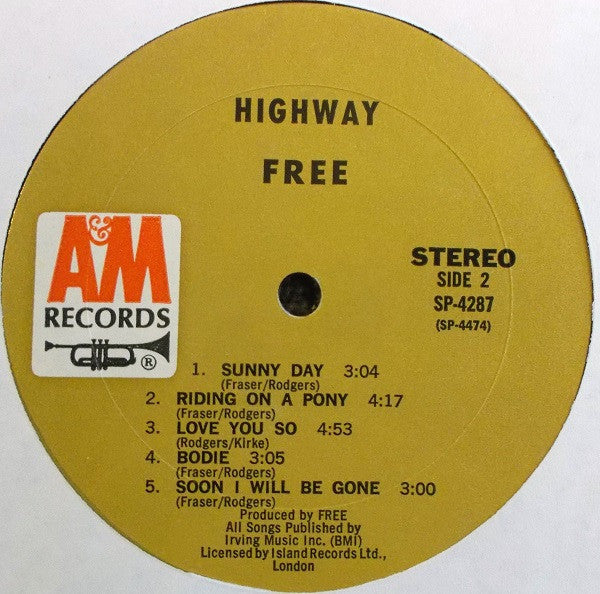 HIGHWAY
FREE
A&M
RECORDS
®
STEREO
SIDE 2
SP-4287
(SP-4474)
1. SUNNY DAY 3:04
(Fraser/Rodgers)
2. RIDING ON A PONY 4:17
(Fraser/Rodgers)
3. LOVE YOU SO 4:53
(Rodgers/Kirke)
4. BODIE 3:05
(Fraser/Rodgers)
5. SOON I WILL BE GONE 3:00
(Fraser/Rodgers)
Produced by FREE
All Songs Published by
Irving Music Inc. (BMI)
Licensed by Island Records Ltd.,
London